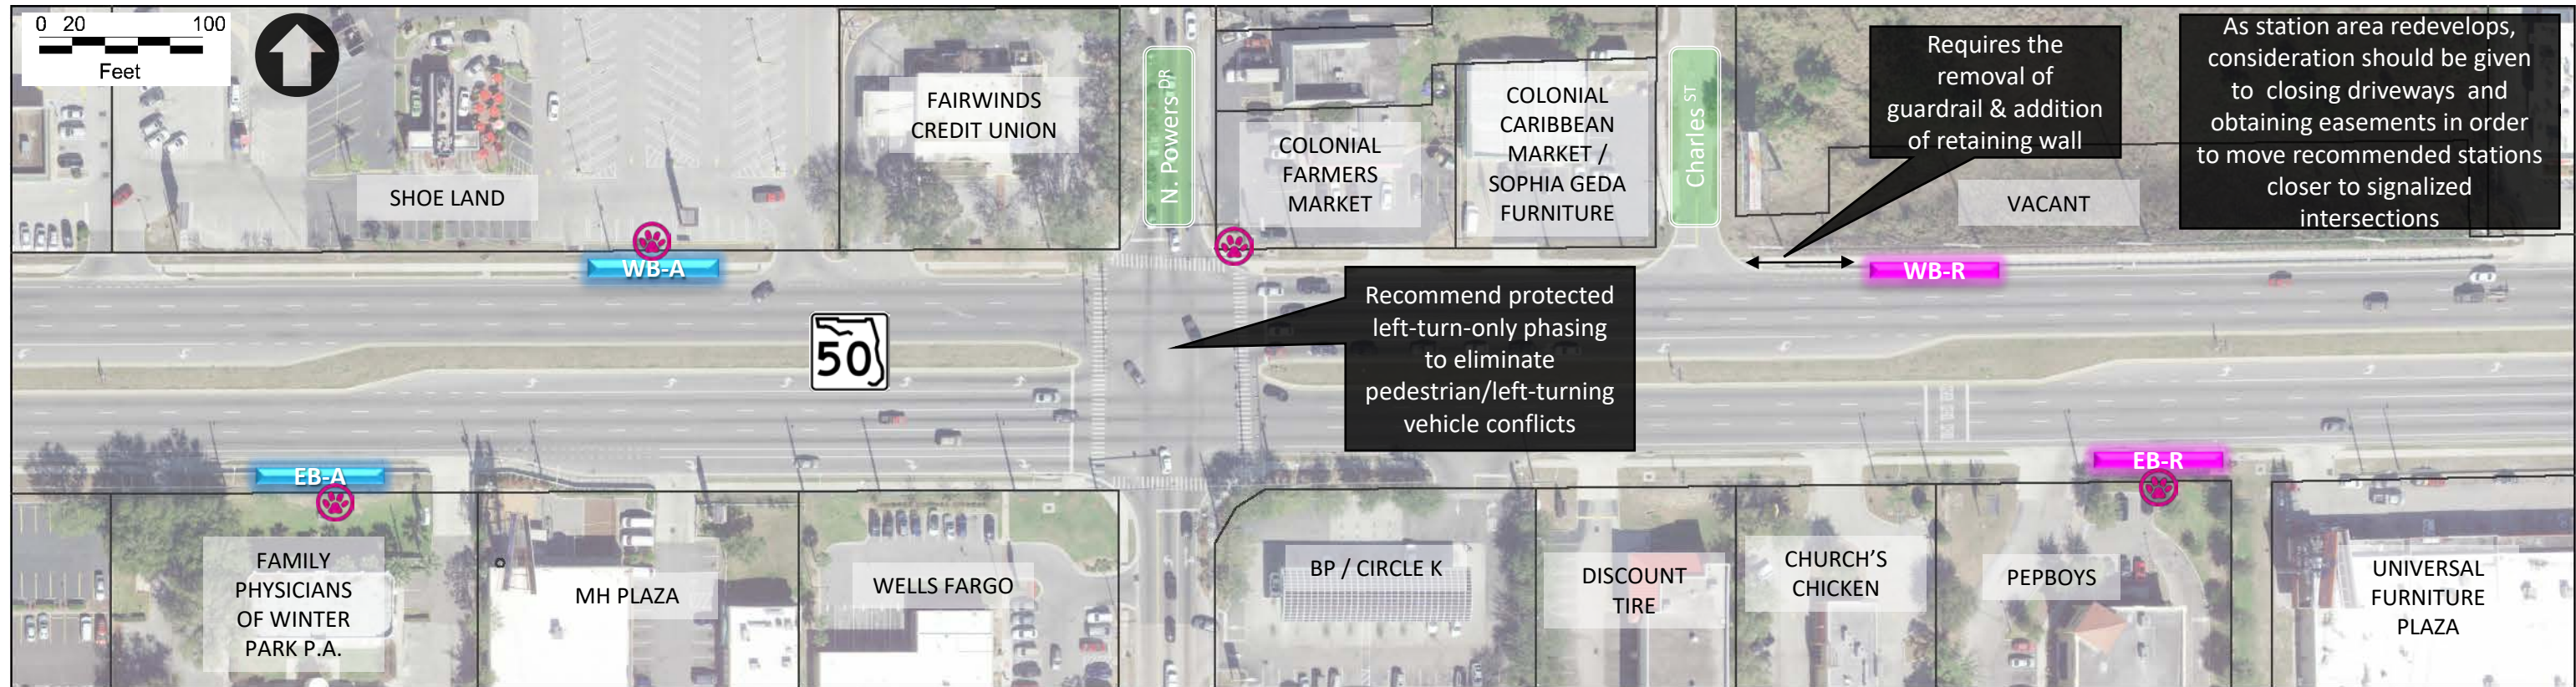 0 20 100
Feet
SHOE LAND
FAIRWINDS
CREDIT UNION
N. Powers DR
COLONIAL
FARMERS
MARKET
COLONIAL
CARIBBEAN
MARKET /
SOPHIA GEDA
FURNITURE
Charles ST
Requires the
removal of
guardrail & addition
of retaining wall
VACANT
As station area redevelops,
consideration should be given
to closing driveways and
obtaining easements in order
to move recommended stations
closer to signalized
intersections
WB-A
WB-R
50
Recommend protected
left-turn-only phasing
to eliminate
pedestrian/left-turning
vehicle conflicts
EB-A
EB-R
FAMILY
PHYSICIANS
OF WINTER
PARK P.A.
MH PLAZA
WELLS FARGO
BP / CIRCLE K
DISCOUNT
TIRE
CHURCH'S
CHICKEN
PEPBOYS
UNIVERSAL
FURNITURE
PLAZA